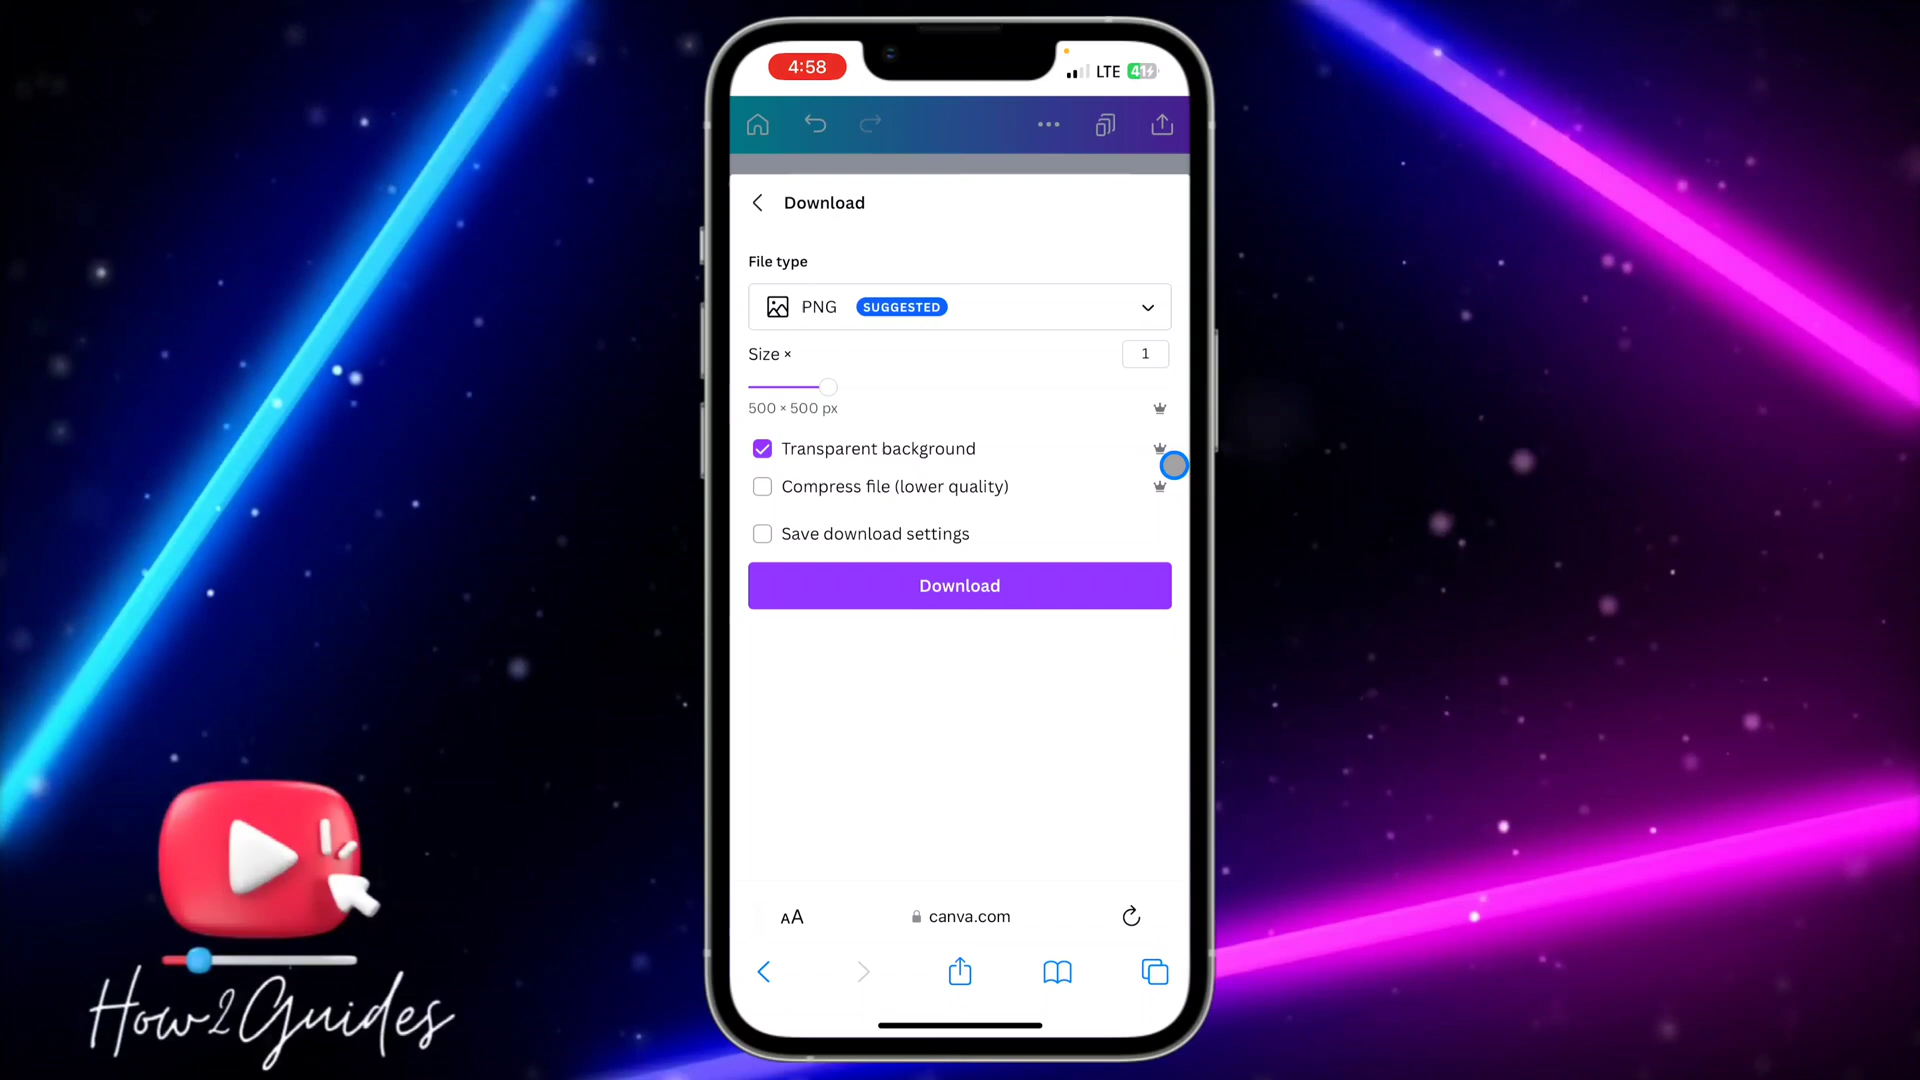 4:58
LTE 41
Download
File type
PNG SUGGESTED
Size × 1
500 × 500 px
Transparent background
Compress file (lower quality)
Save download settings
Download
AA canva.com
How2Guides